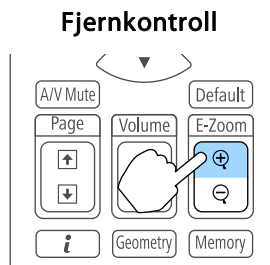 Fjernkontroll
A/V Mute
Default
Page
Volume
E-Zoom
i
Geometry
Memory